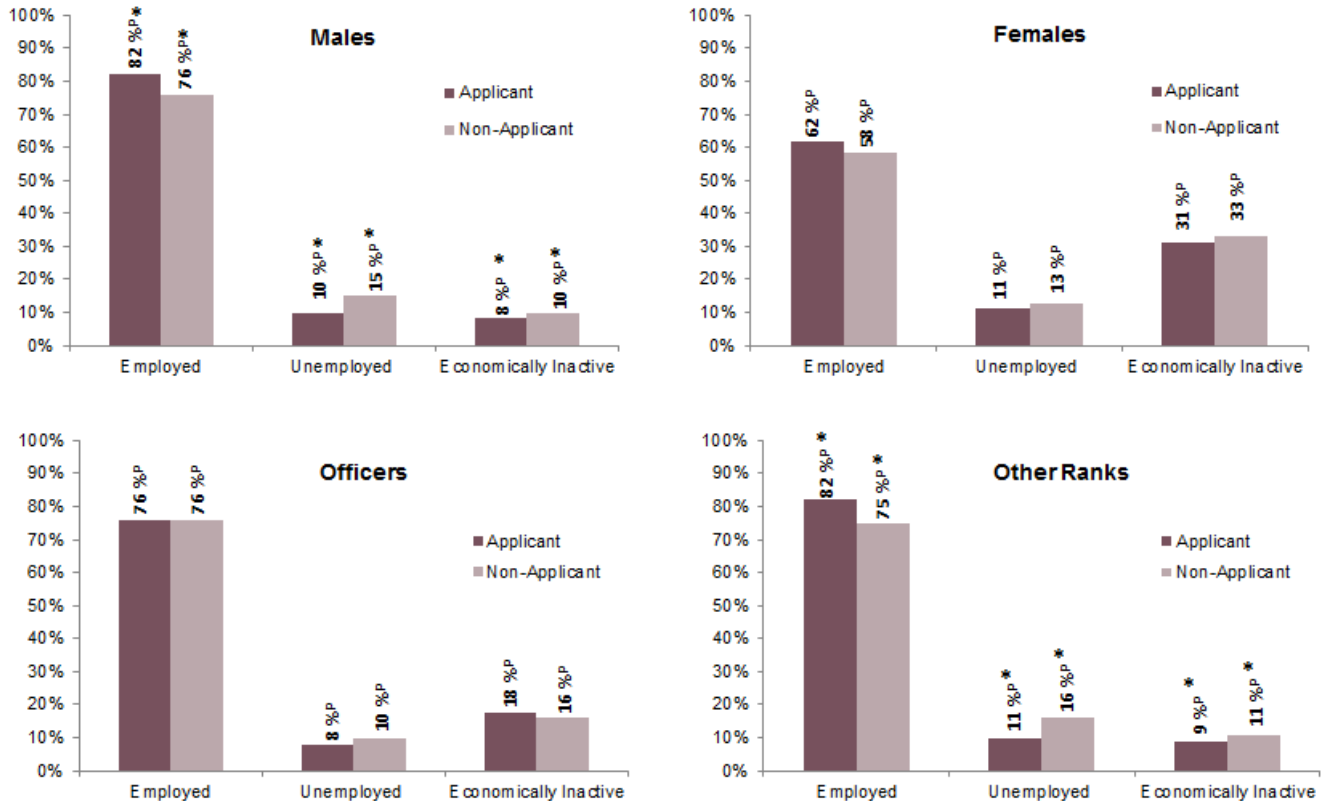 Males
100%
90%
80%
70%
60%
50%
40%
30%
20%
10%
0%
82 %ᴾ*
76 %ᴾ*
10 %ᴾ*
15 %ᴾ*
8 %ᴾ *
10 %ᴾ*
Applicant
Non-Applicant
Employed
Unemployed
Economically Inactive
Females
100%
90%
80%
70%
60%
50%
40%
30%
20%
10%
0%
62 %ᴾ
58 %ᴾ
11 %ᴾ
13 %ᴾ
31 %ᴾ
33 %ᴾ
Applicant
Non-Applicant
Employed
Unemployed
Economically Inactive
Officers
100%
90%
80%
70%
60%
50%
40%
30%
20%
10%
0%
76 %ᴾ
76 %ᴾ
8 %ᴾ
10 %ᴾ
18 %ᴾ
16 %ᴾ
Applicant
Non-Applicant
Employed
Unemployed
Economically Inactive
Other Ranks
100%
90%
80%
70%
60%
50%
40%
30%
20%
10%
0%
82 %ᴾ*
75 %ᴾ*
11 %ᴾ*
16 %ᴾ*
9 %ᴾ*
11 %ᴾ*
Applicant
Non-Applicant
Employed
Unemployed
Economically Inactive